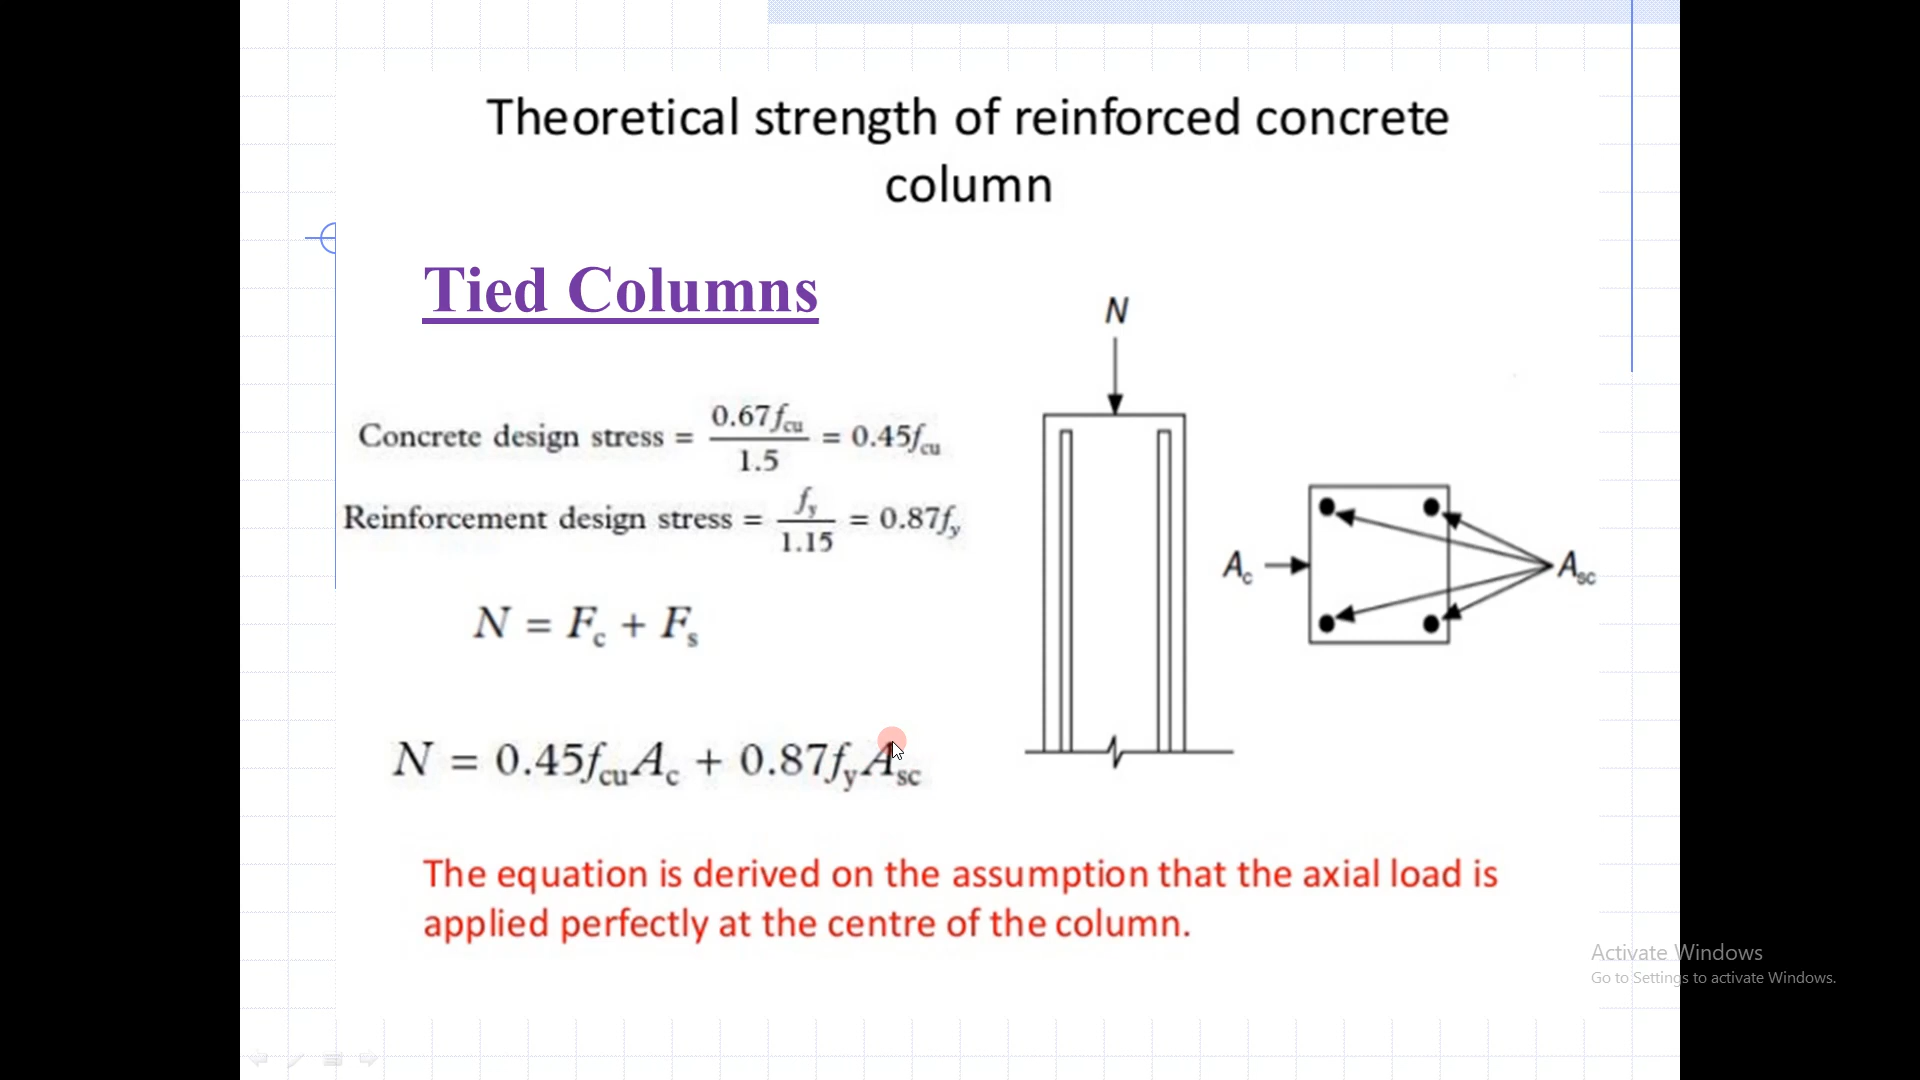 Theoretical strength of reinforced concrete
column
Tied Columns
N
Concrete design stress = 0.67f_cu / 1.5 = 0.45f_cu
Reinforcement design stress = f_y / 1.15 = 0.87f_y
A_c
A_sc
N = F_c + F_s
N = 0.45f_cu A_c + 0.87f_y A_sc
The equation is derived on the assumption that the axial load is
applied perfectly at the centre of the column.
Activate Windows
Go to Settings to activate Windows.